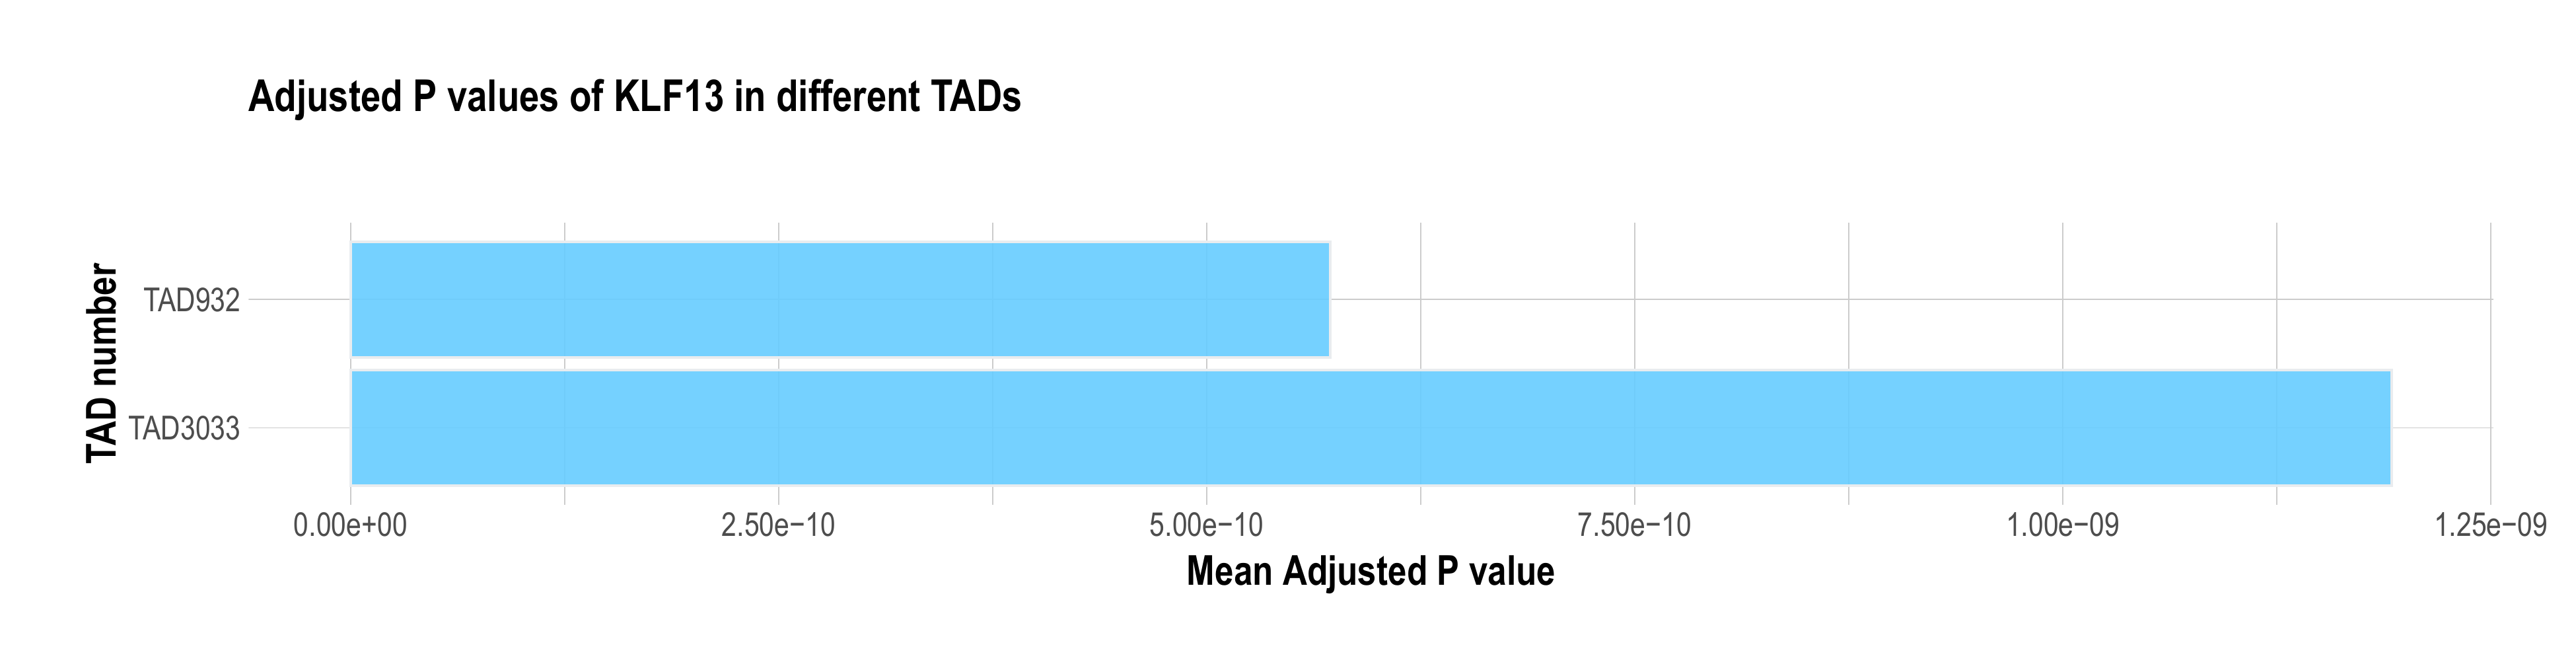 Adjusted P values of KLF13 in different TADs
TAD number
TAD932
TAD3033
0.00e+00
2.50e−10
5.00e−10
7.50e−10
1.00e−09
1.25e−09
Mean Adjusted P value